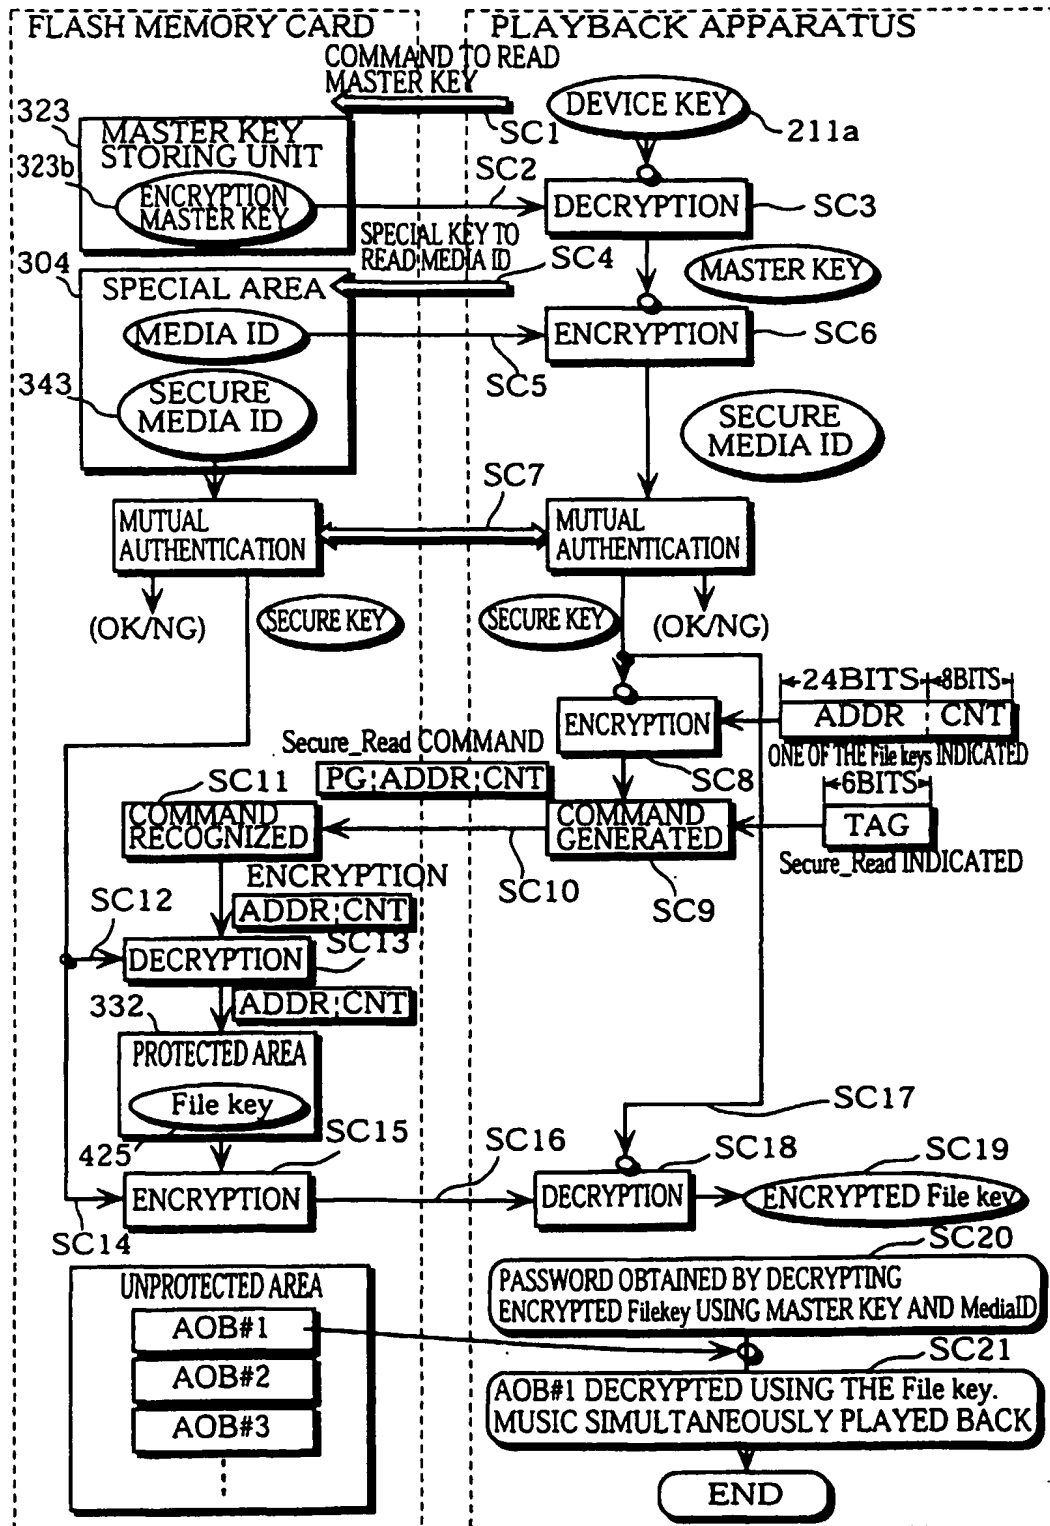 FLASH MEMORY CARD
PLAYBACK APPARATUS
COMMAND TO READ
MASTER KEY
DEVICE KEY
323
SC1
211a
MASTER KEY
STORING UNIT
323b
SC2
ENCRYPTION
MASTER KEY
DECRYPTION
SC3
SPECIAL KEY TO
READ MEDIA ID
304
SC4
MASTER KEY
SPECIAL AREA
MEDIA ID
ENCRYPTION
SC6
SC5
343
SECURE
MEDIA ID
SECURE
MEDIA ID
SC7
MUTUAL
AUTHENTICATION
MUTUAL
AUTHENTICATION
(OK/NG)
SECURE KEY
SECURE KEY
(OK/NG)
24BITS
8BITS
ADDR
CNT
ENCRYPTION
ONE OF THE File keys INDICATED
Secure_Read COMMAND
SC8
PG ADDR CNT
6BITS
SC11
COMMAND
RECOGNIZED
COMMAND
GENERATED
TAG
Secure_Read INDICATED
SC10
SC9
ENCRYPTION
ADDR CNT
SC12
SC13
DECRYPTION
ADDR CNT
332
PROTECTED AREA
File key
SC17
425
SC15
SC16
SC18
SC19
ENCRYPTION
DECRYPTION
ENCRYPTED File key
SC14
SC20
UNPROTECTED AREA
PASSWORD OBTAINED BY DECRYPTING
ENCRYPTED Filekey USING MASTER KEY AND MediaID
AOB#1
SC21
AOB#2
AOB#1 DECRYPTED USING THE File key.
MUSIC SIMULTANEOUSLY PLAYED BACK
AOB#3
END